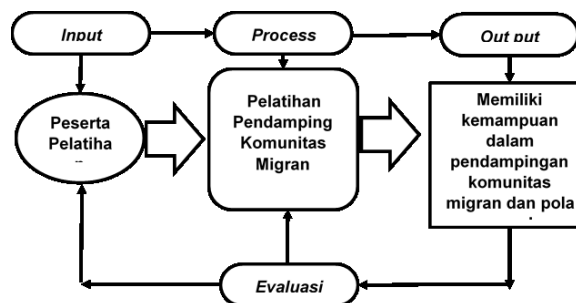 Input
Process
Out put
Peserta
Pelatiha
Pelatihan
Pendamping
Komunitas
Migran
Memiliki
kemampuan
dalam
pendampingan
komunitas
migran dan pola
Evaluasi